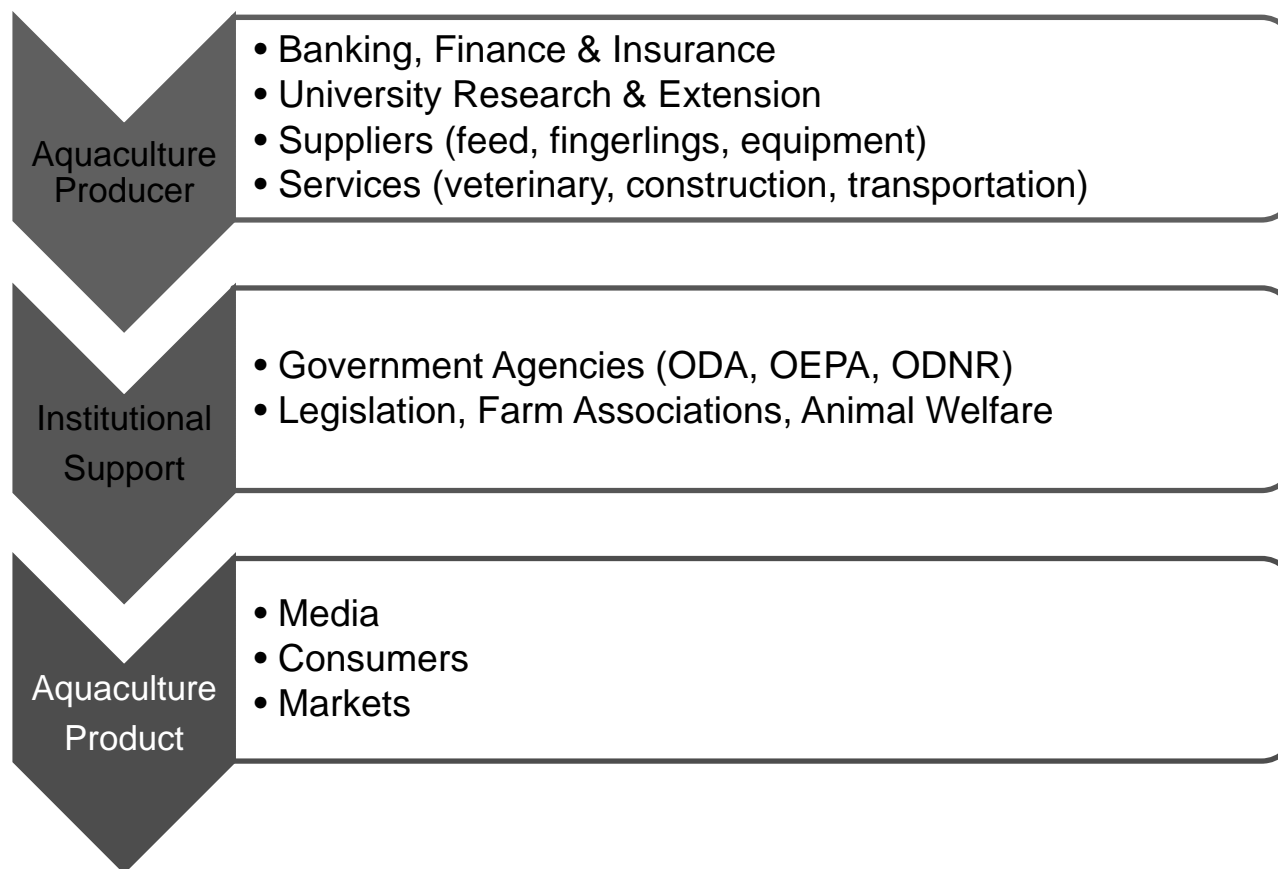 Aquaculture
Producer
• Banking, Finance & Insurance
• University Research & Extension
• Suppliers (feed, fingerlings, equipment)
• Services (veterinary, construction, transportation)
Institutional
Support
• Government Agencies (ODA, OEPA, ODNR)
• Legislation, Farm Associations, Animal Welfare
Aquaculture
Product
• Media
• Consumers
• Markets